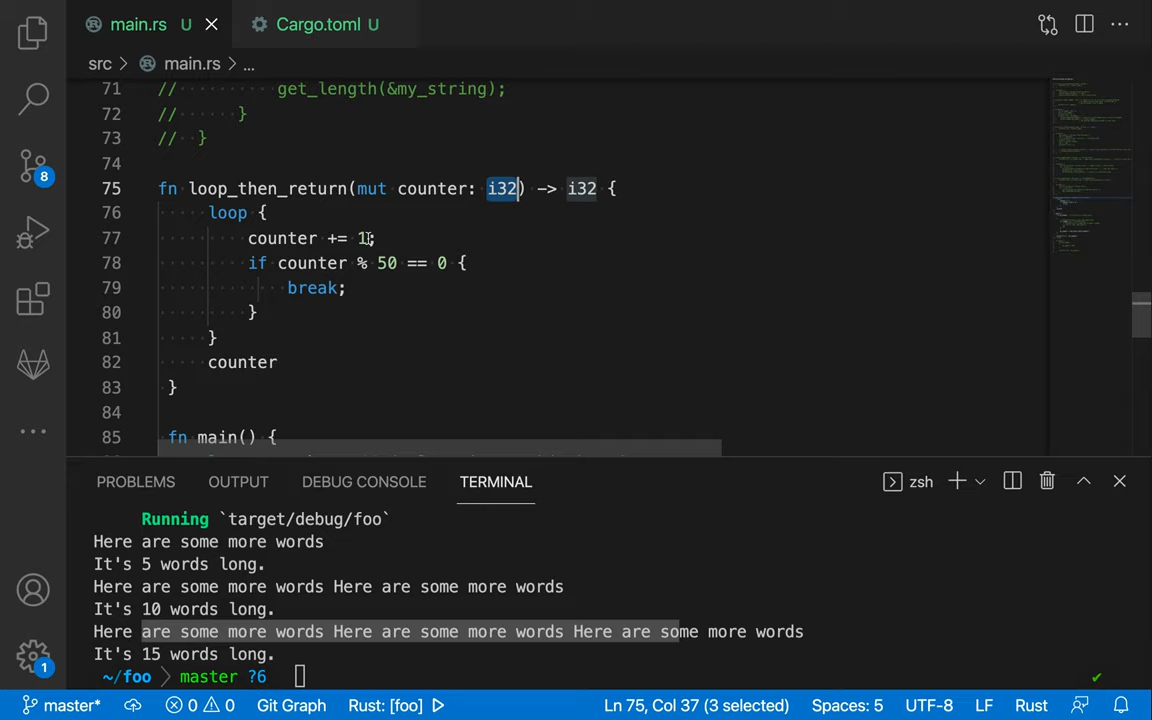 main.rs U
Cargo.toml U
src > main.rs > ...
71 // get_length(&my_string);
72 // }
73 // }
74
75 fn loop_then_return(mut counter: i32) -> i32 {
76 loop {
77 counter += 1;
78 if counter % 50 == 0 {
79 break;
80 }
81 }
82 counter
83 }
84
85 fn main() {
8
PROBLEMS OUTPUT DEBUG CONSOLE TERMINAL
zsh
Running `target/debug/foo`
Here are some more words
It's 5 words long.
Here are some more words Here are some more words
It's 10 words long.
Here are some more words Here are some more words Here are some more words
It's 15 words long.
~/foo master ?6
1
master* 0 0 Git Graph Rust: [foo] Ln 75, Col 37 (3 selected) Spaces: 5 UTF-8 LF Rust